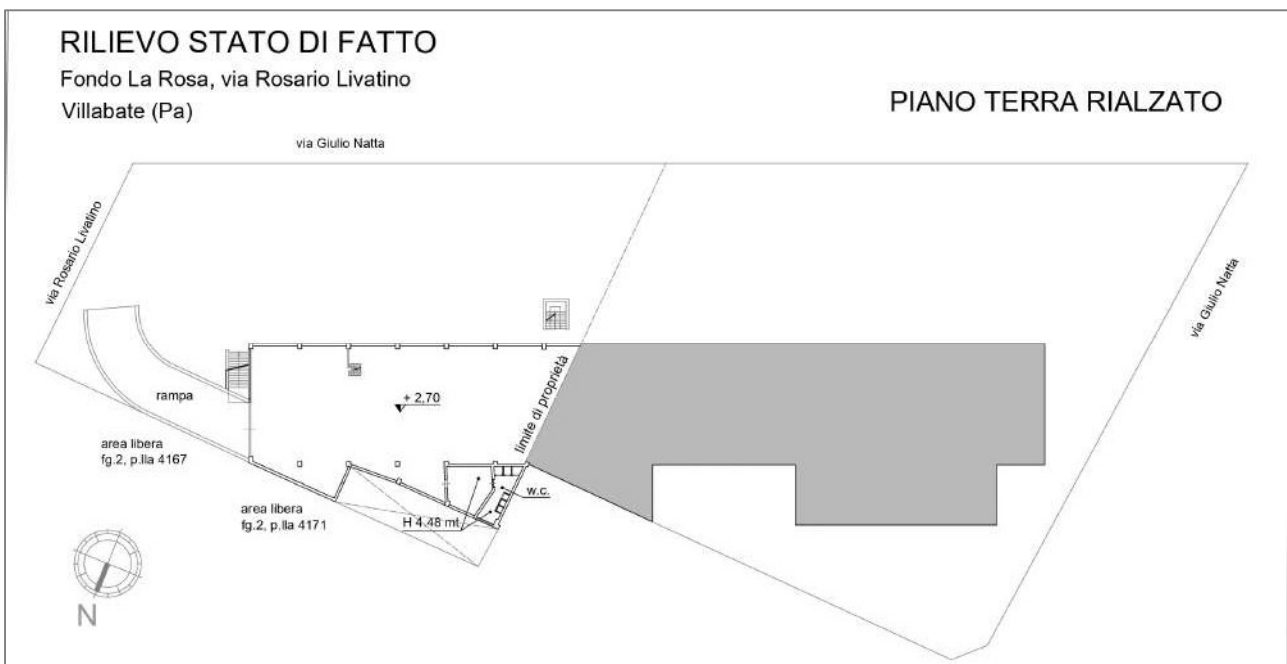 RILIEVO STATO DI FATTO
Fondo La Rosa, via Rosario Livatino
Villabate (Pa)
PIANO TERRA RIALZATO
via Giulio Natta
via Rosario Livatino
via Giulio Natta
rampa
+ 2,70
limite di proprietà
area libera
fg.2, p.lla 4167
w.c.
area libera
fg.2, p.lla 4171
H 4.48 mt
N